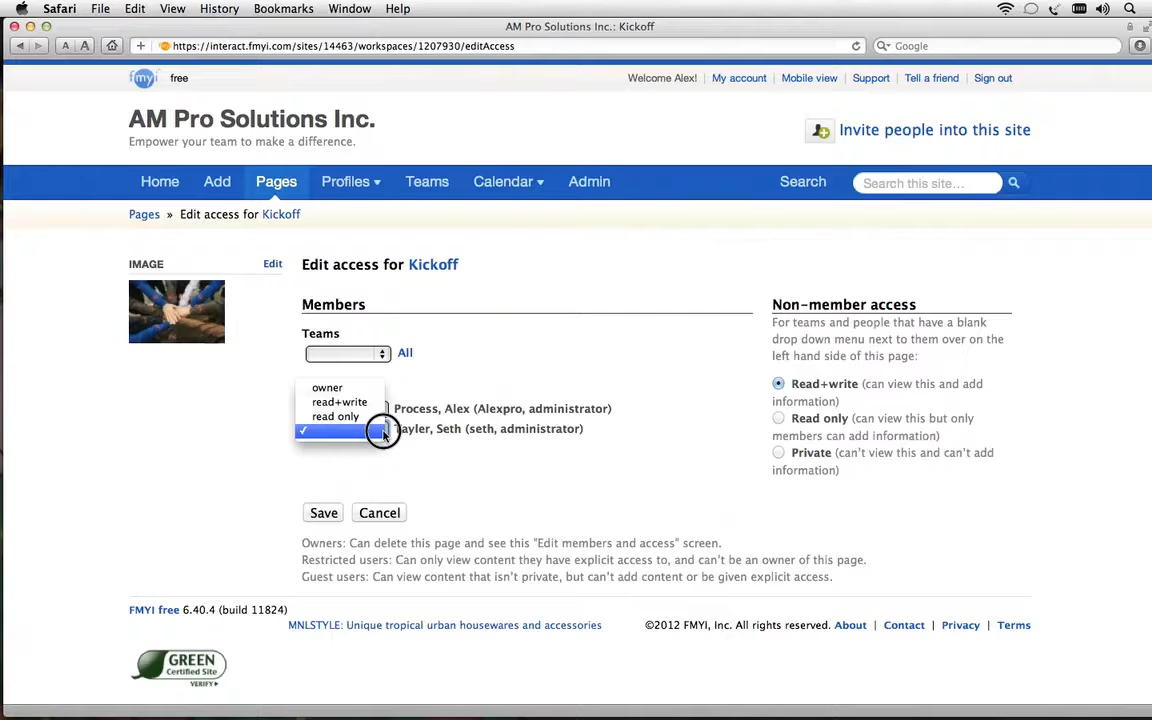 Safari File Edit View History Bookmarks Window Help
AM Pro Solutions Inc.: Kickoff
A A + https://interact.fmyi.com/sites/14463/workspaces/1207930/editAccess Google
fmyi free Welcome Alex! | My account | Mobile view | Support | Tell a friend | Sign out
AM Pro Solutions Inc.
Empower your team to make a difference.
Invite people into this site
Home Add Pages Profiles ▾ Teams Calendar ▾ Admin Search Search this site...
Pages » Edit access for Kickoff
IMAGE Edit
Edit access for Kickoff
Members
Teams
All
owner
read+write
read only
✓
Process, Alex (Alexpro, administrator)
Tayler, Seth (seth, administrator)
Save Cancel
Owners: Can delete this page and see this "Edit members and access" screen.
Restricted users: Can only view content they have explicit access to, and can't be an owner of this page.
Guest users: Can view content that isn't private, but can't add content or be given explicit access.
Non-member access
For teams and people that have a blank
drop down menu next to them over on the
left hand side of this page:
Read+write (can view this and add
information)
Read only (can view this but only
members can add information)
Private (can't view this and can't add
information)
FMYI free 6.40.4 (build 11824)
MNLSTYLE: Unique tropical urban housewares and accessories
©2012 FMYI, Inc. All rights reserved. About | Contact | Privacy | Terms
GREEN
Certified Site
VERIFY▸